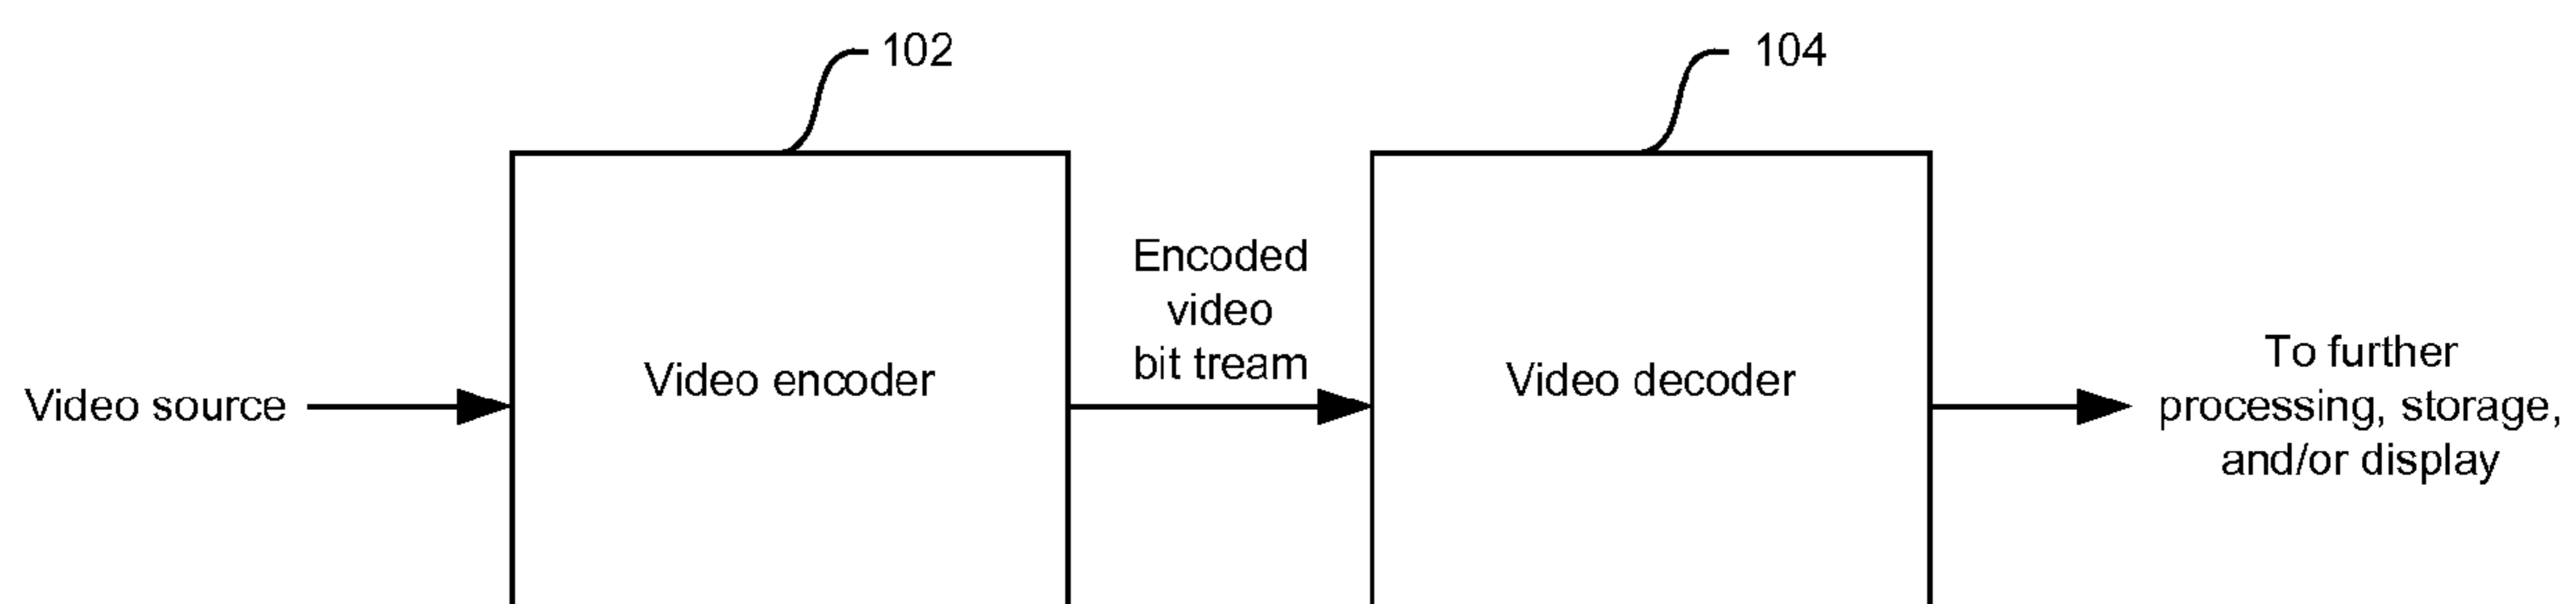 102
104
Video source
Video encoder
Encoded
video
bit tream
Video decoder
To further
processing, storage,
and/or display